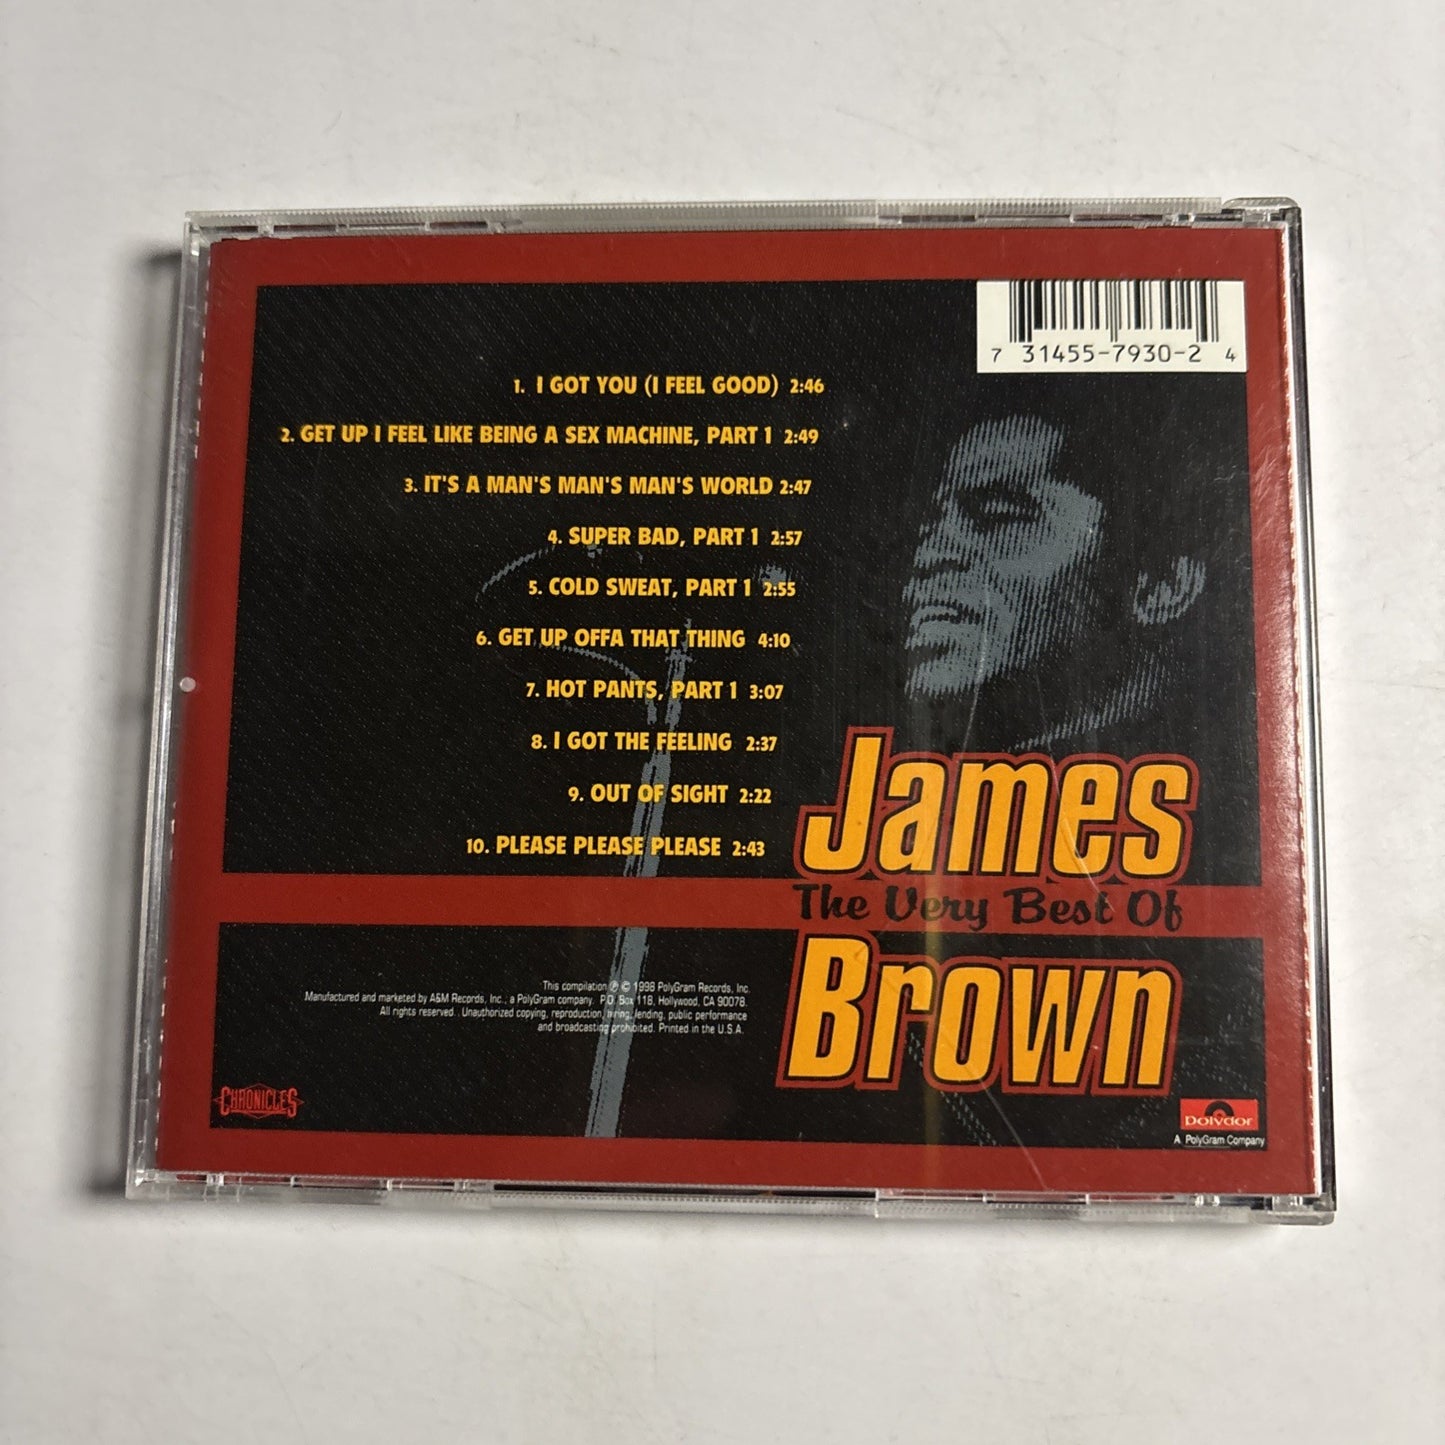 7 31455-7930-2 4
1. I GOT YOU (I FEEL GOOD) 2:46
2. GET UP I FEEL LIKE BEING A SEX MACHINE, PART 1 2:49
3. IT'S A MAN'S MAN'S MAN'S WORLD 2:47
4. SUPER BAD, PART 1 2:57
5. COLD SWEAT, PART 1 2:55
6. GET UP OFFA THAT THING 4:10
7. HOT PANTS, PART 1 3:07
8. I GOT THE FEELING 2:37
9. OUT OF SIGHT 2:22
10. PLEASE PLEASE PLEASE 2:43
James
The Very Best Of
Brown
This compilation ℗ © 1998 PolyGram Records, Inc.
Manufactured and marketed by A&M Records, Inc., a PolyGram company. P.O. Box 118, Hollywood, CA 90078.
All rights reserved. Unauthorized copying, reproduction, hiring, lending, public performance
and broadcasting prohibited. Printed in the U.S.A.
CHRONICLES
polydor
A PolyGram Company